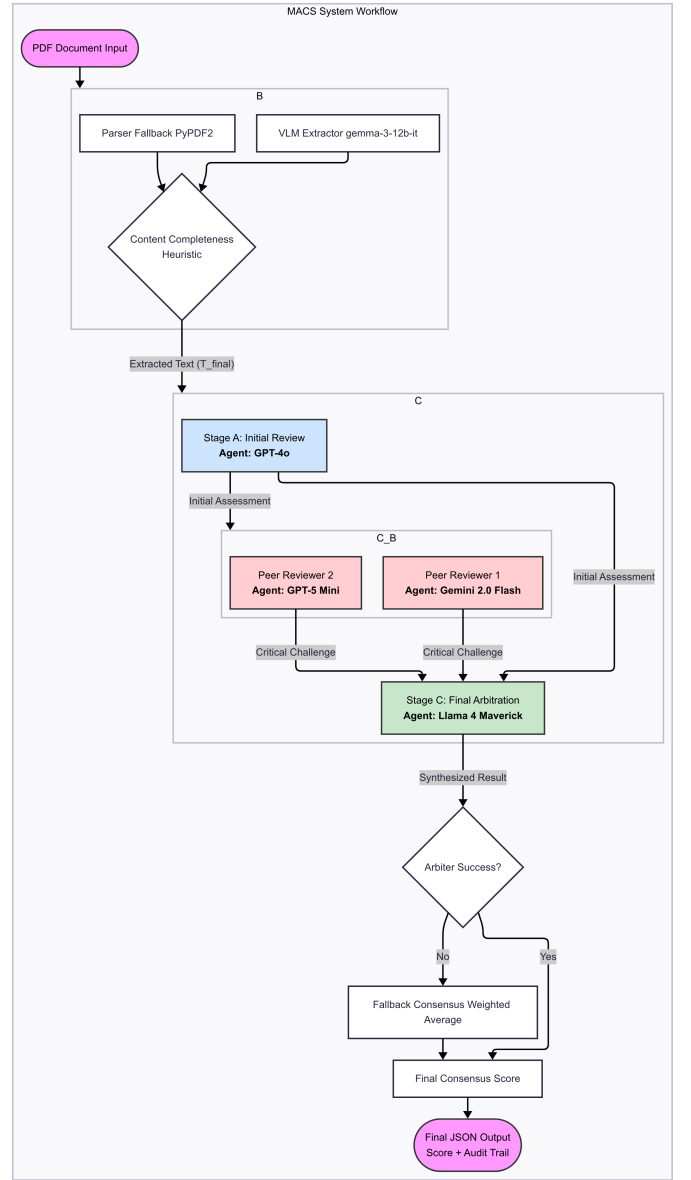 MACS System Workflow
PDF Document Input
B
Parser Fallback PyPDF2
VLM Extractor gemma-3-12b-it
Content Completeness
Heuristic
Extracted Text (T_final)
C
Stage A: Initial Review
Agent: GPT-4o
Initial Assessment
C_B
Peer Reviewer 2
Agent: GPT-5 Mini
Peer Reviewer 1
Agent: Gemini 2.0 Flash
Initial Assessment
Critical Challenge
Critical Challenge
Stage C: Final Arbitration
Agent: Llama 4 Maverick
Synthesized Result
Arbiter Success?
No
Yes
Fallback Consensus Weighted
Average
Final Consensus Score
Final JSON Output
Score + Audit Trail